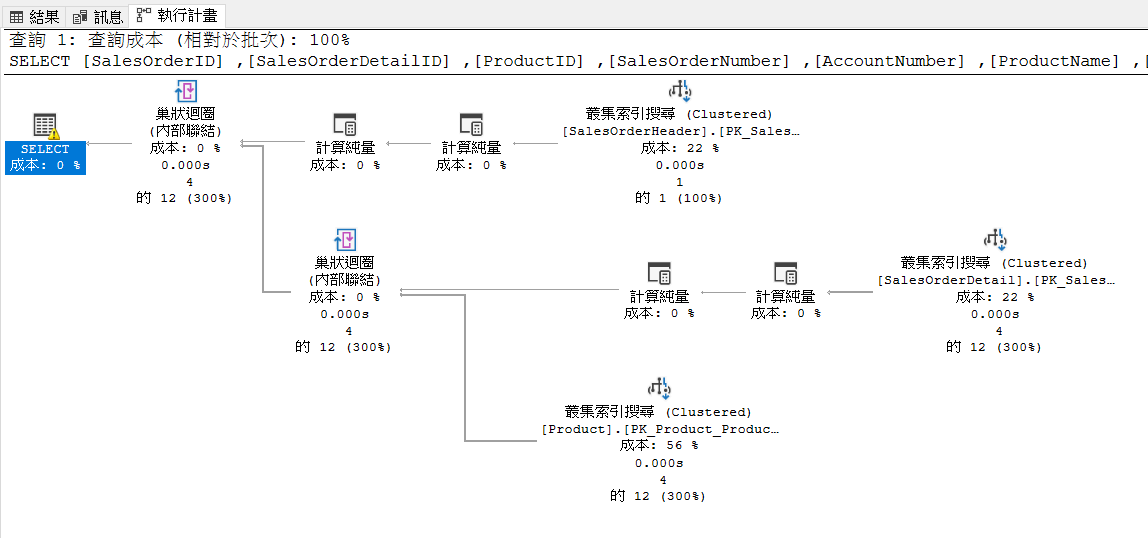 結果 訊息 執行計畫
查詢 1: 查詢成本 (相對於批次): 100%
SELECT [SalesOrderID] ,[SalesOrderDetailID] ,[ProductID] ,[SalesOrderNumber] ,[AccountNumber] ,[ProductName] ,[
SELECT
成本: 0 %
巢狀迴圈
(內部聯結)
成本: 0 %
0.000s
4
的 12 (300%)
計算純量
成本: 0 %
計算純量
成本: 0 %
叢集索引搜尋 (Clustered)
[SalesOrderHeader].[PK_Sales…
成本: 22 %
0.000s
1
的 1 (100%)
巢狀迴圈
(內部聯結)
成本: 0 %
0.000s
4
的 12 (300%)
計算純量
成本: 0 %
計算純量
成本: 0 %
叢集索引搜尋 (Clustered)
[SalesOrderDetail].[PK_Sales…
成本: 22 %
0.000s
4
的 12 (300%)
叢集索引搜尋 (Clustered)
[Product].[PK_Product_Produc…
成本: 56 %
0.000s
4
的 12 (300%)